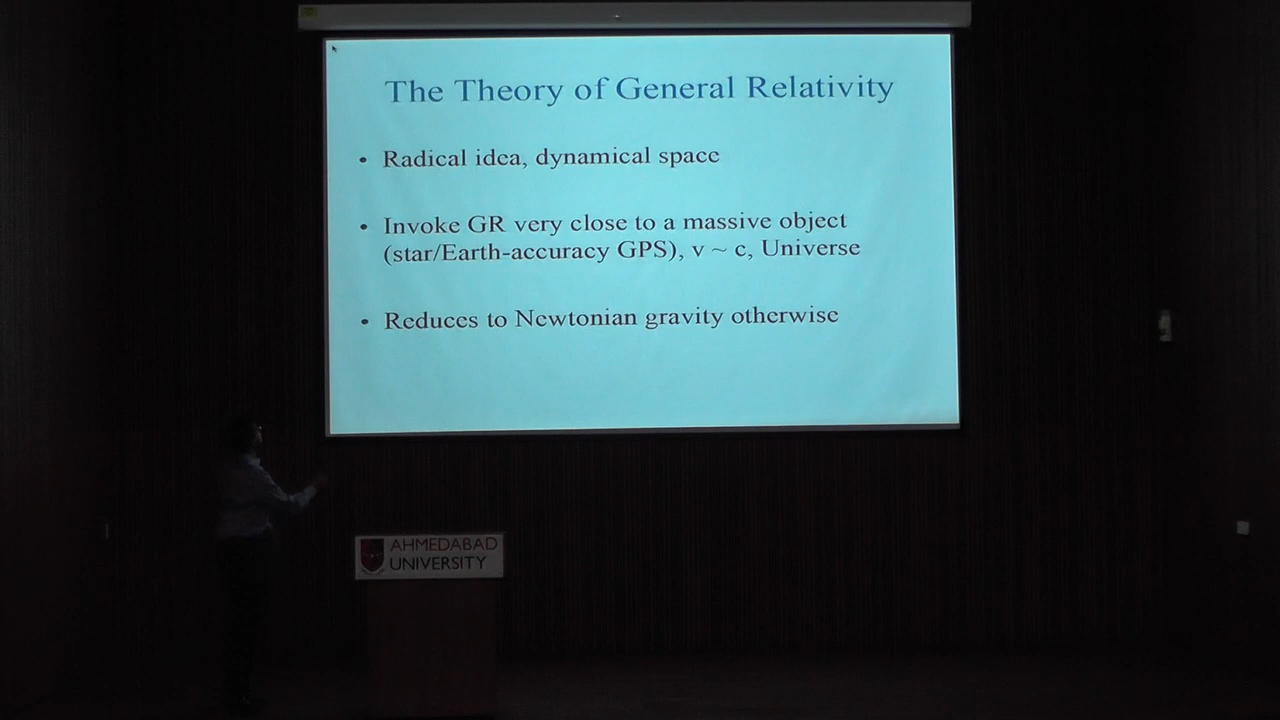 The Theory of General Relativity
• Radical idea, dynamical space
• Invoke GR very close to a massive object
(star/Earth-accuracy GPS), v ~ c, Universe
• Reduces to Newtonian gravity otherwise
AHMEDABAD
UNIVERSITY